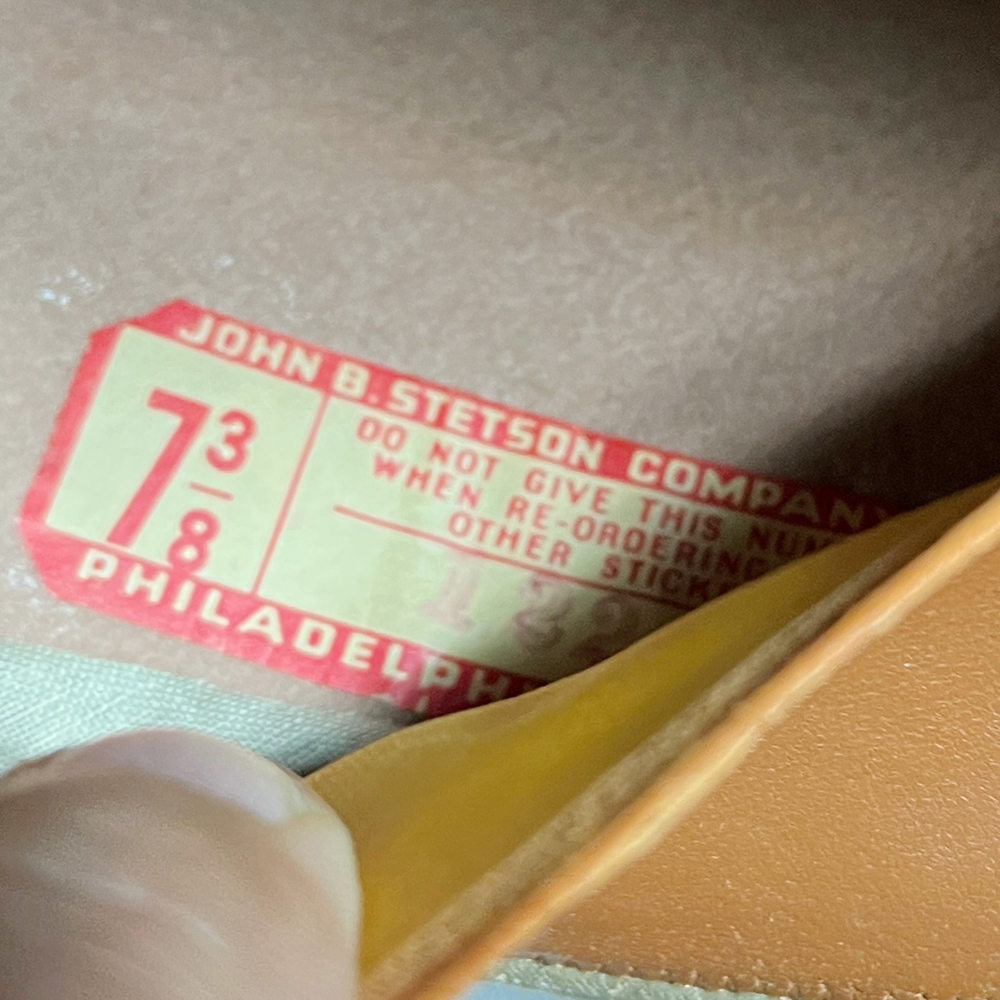 JOHN B. STETSON COMPANY
7 3/8
DO NOT GIVE THIS
WHEN RE-ORDERING
OTHER
PHILADELPH